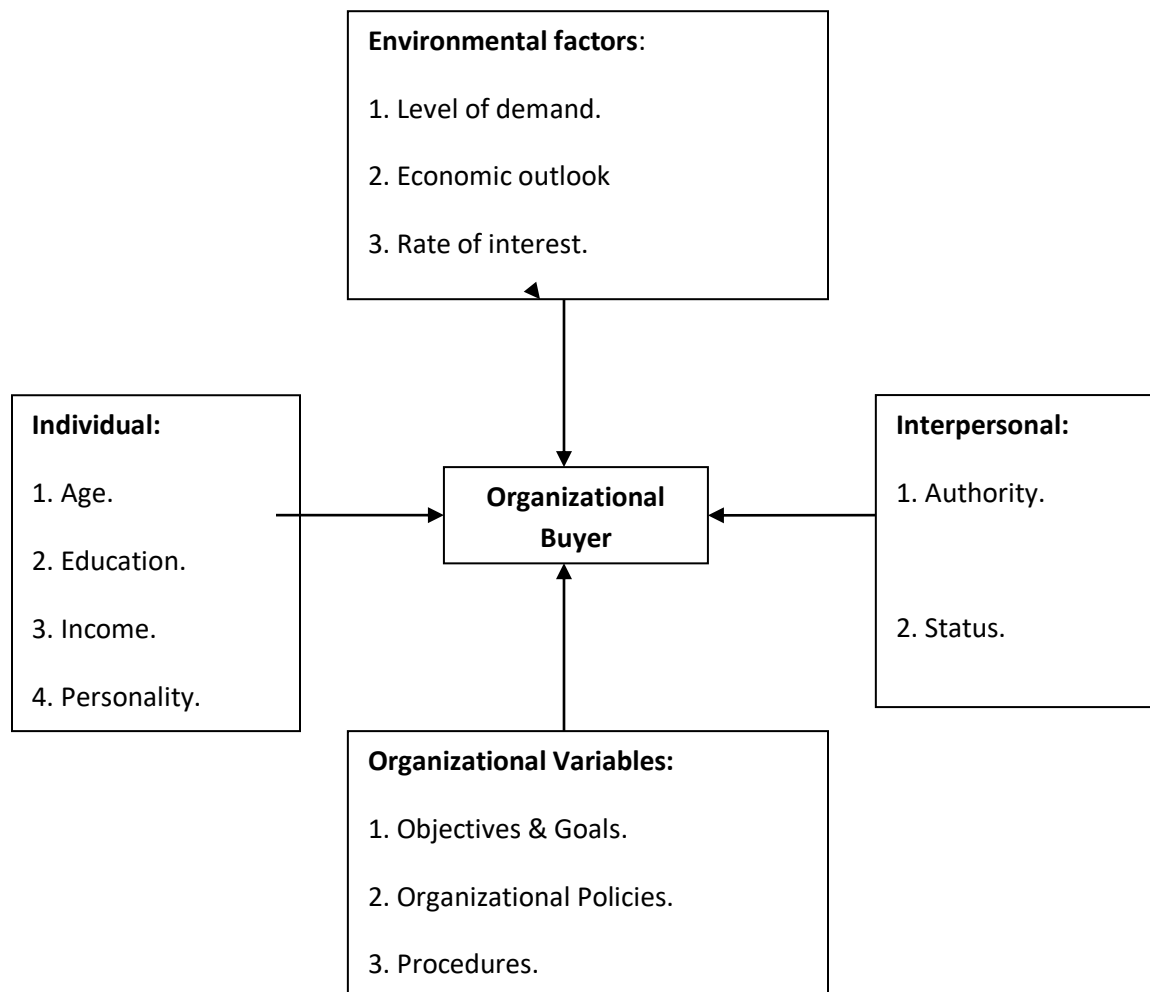 Environmental factors:
1. Level of demand.
2. Economic outlook
3. Rate of interest.
Individual:
1. Age.
2. Education.
3. Income.
4. Personality.
Organizational
Buyer
Interpersonal:
1. Authority.
2. Status.
Organizational Variables:
1. Objectives & Goals.
2. Organizational Policies.
3. Procedures.